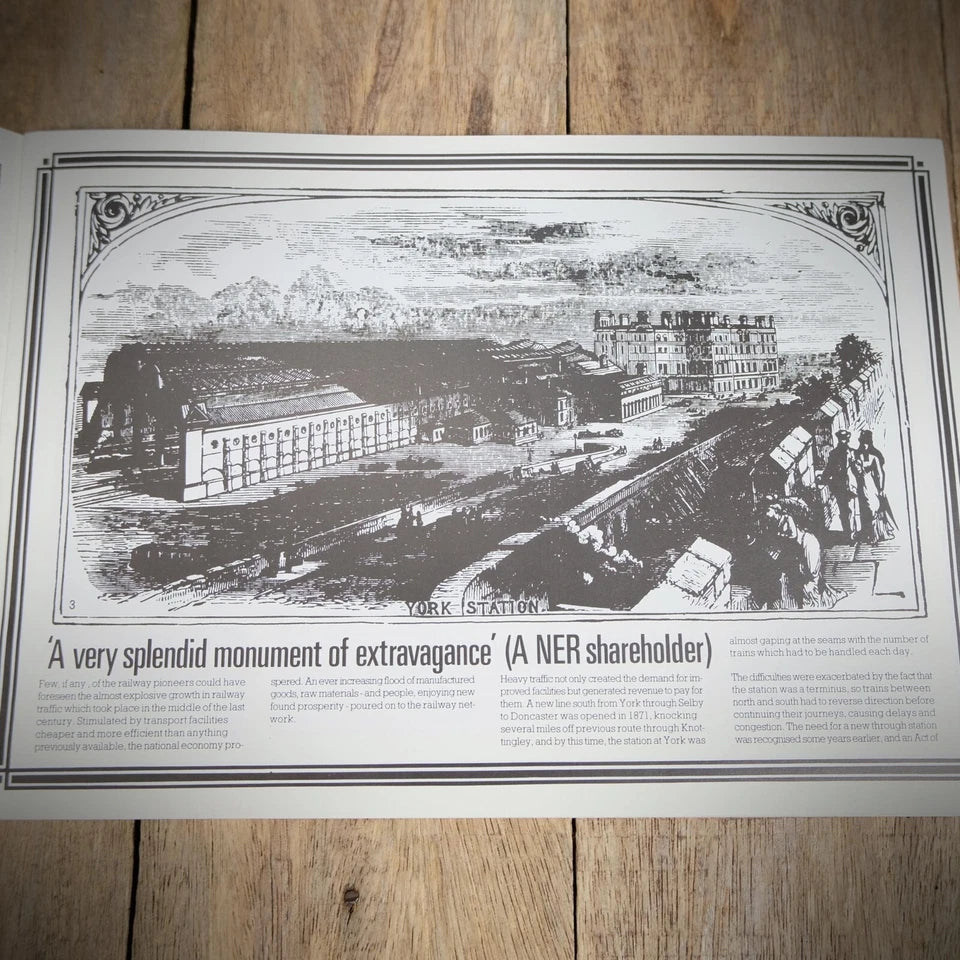 3
YORK STATION.
'A very splendid monument of extravagance' (A NER shareholder)
Few, if any, of the railway pioneers could have
foreseen the almost explosive growth in railway
traffic which took place in the middle of the last
century. Stimulated by transport facilities
cheaper and more efficient than anything
previously available, the national economy pro-
spered. An ever increasing flood of manufactured
goods, raw materials - and people, enjoying new
found prosperity - poured on to the railway net-
work.
Heavy traffic not only created the demand for im-
proved facilities but generated revenue to pay for
them. A new line south from York through Selby
to Doncaster was opened in 1871, knocking
several miles off previous route through Knot-
tingley, and by this time, the station at York was
almost gaping at the seams with the number of
trains which had to be handled each day.
The difficulties were exacerbated by the fact that
the station was a terminus, so trains between
north and south had to reverse direction before
continuing their journeys, causing delays and
congestion. The need for a new through station
was recognised some years earlier, and an Act of